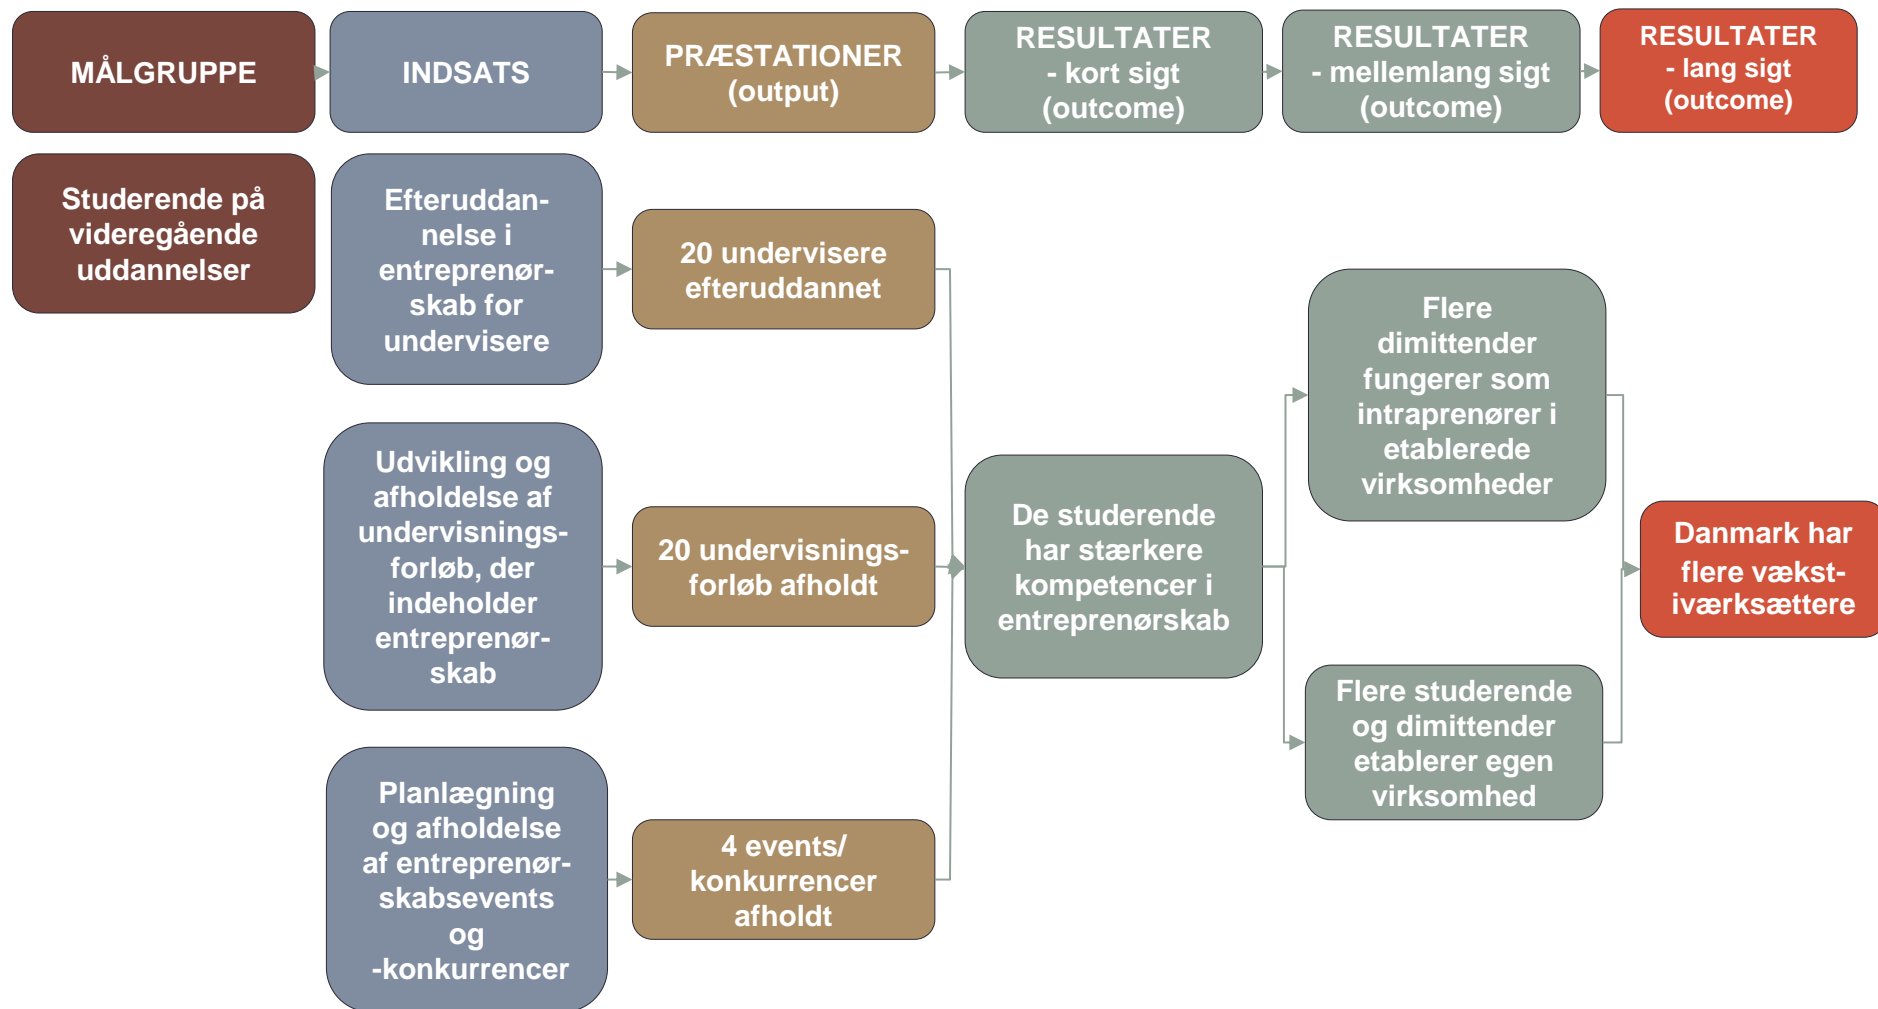 MÅLGRUPPE
INDSATS
PRÆSTATIONER
(output)
RESULTATER
- kort sigt
(outcome)
RESULTATER
- mellemlang sigt
(outcome)
RESULTATER
- lang sigt
(outcome)
Studerende på
videregående
uddannelser
Efteruddan-
nelse i
entreprenør-
skab for
undervisere
20 undervisere
efteruddannet
Udvikling og
afholdelse af
undervisnings-
forløb, der
indeholder
entreprenør-
skab
20 undervisnings-
forløb afholdt
Planlægning
og afholdelse
af entreprenør-
skabsevents
og
-konkurrencer
4 events/
konkurrencer
afholdt
De studerende
har stærkere
kompetencer i
entreprenørskab
Flere
dimittender
fungerer som
intraprenører i
etablerede
virksomheder
Flere studerende
og dimittender
etablerer egen
virksomhed
Danmark har
flere vækst-
iværksættere